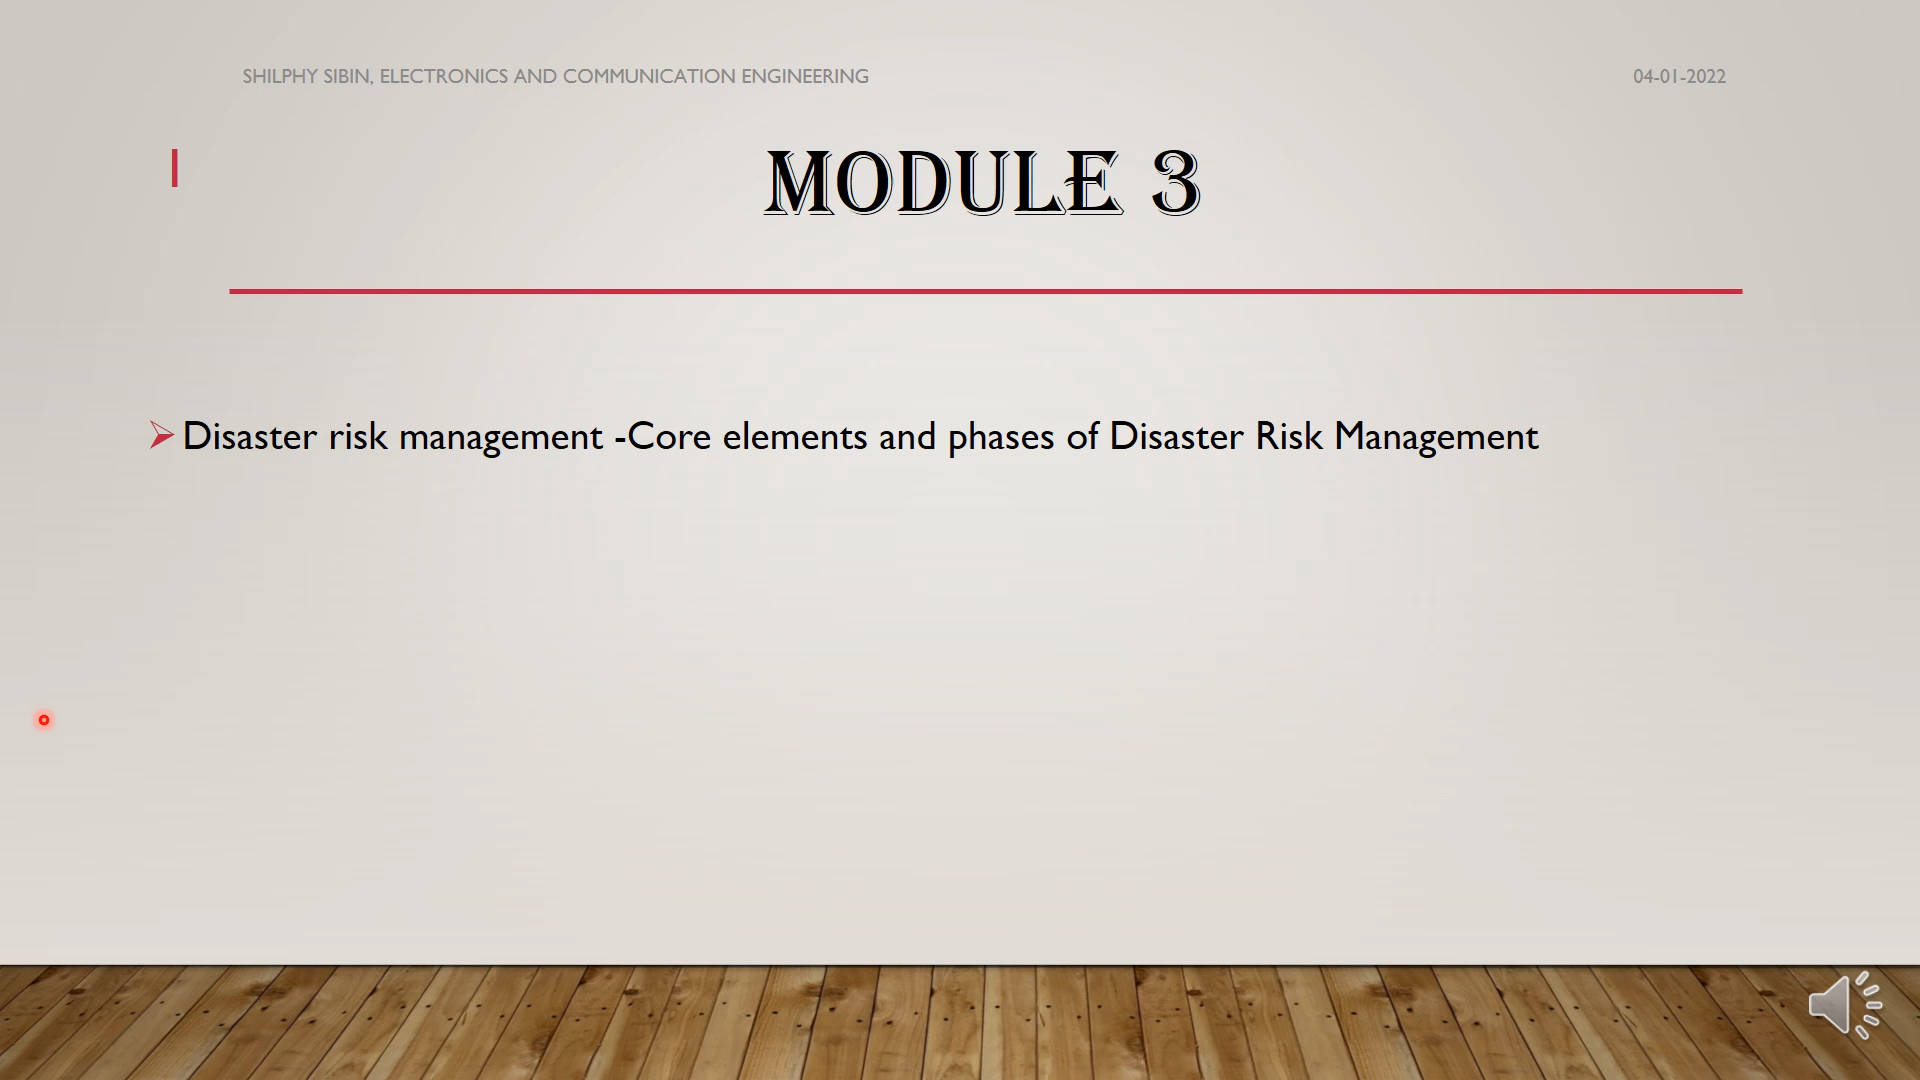 SHILPHY SIBIN, ELECTRONICS AND COMMUNICATION ENGINEERING
04-01-2022
1
MODULE 3
Disaster risk management -Core elements and phases of Disaster Risk Management